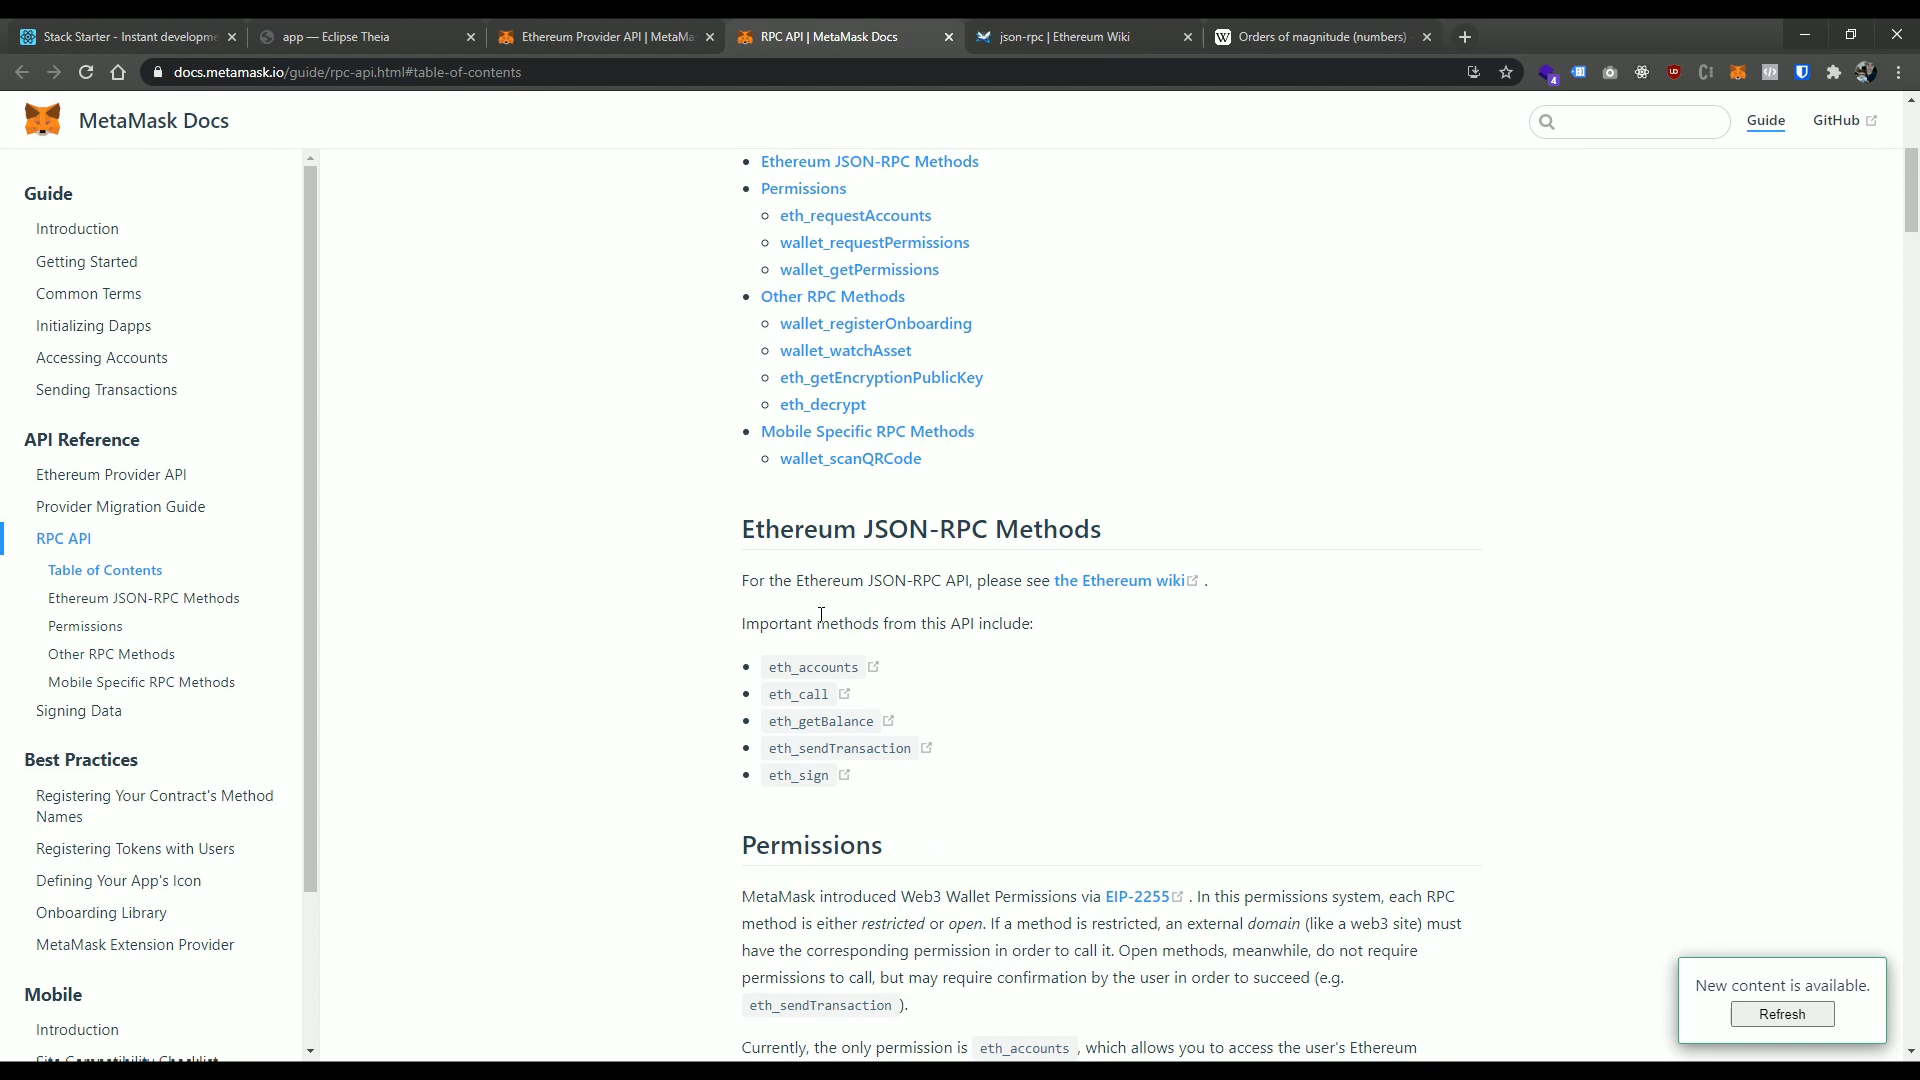 Stack Starter - Instant developme
app — Eclipse Theia
Ethereum Provider API | MetaMa
RPC API | MetaMask Docs
json-rpc | Ethereum Wiki
Orders of magnitude (numbers)
docs.metamask.io/guide/rpc-api.html#table-of-contents
4
MetaMask Docs
Guide
GitHub
Guide
Introduction
Getting Started
Common Terms
Initializing Dapps
Accessing Accounts
Sending Transactions
API Reference
Ethereum Provider API
Provider Migration Guide
RPC API
Table of Contents
Ethereum JSON-RPC Methods
Permissions
Other RPC Methods
Mobile Specific RPC Methods
Signing Data
Best Practices
Registering Your Contract's Method
Names
Registering Tokens with Users
Defining Your App's Icon
Onboarding Library
MetaMask Extension Provider
Mobile
Introduction
Site Compatibility Checklist
Ethereum JSON-RPC Methods
Permissions
eth_requestAccounts
wallet_requestPermissions
wallet_getPermissions
Other RPC Methods
wallet_registerOnboarding
wallet_watchAsset
eth_getEncryptionPublicKey
eth_decrypt
Mobile Specific RPC Methods
wallet_scanQRCode
Ethereum JSON-RPC Methods
For the Ethereum JSON-RPC API, please see the Ethereum wiki .
Important methods from this API include:
eth_accounts
eth_call
eth_getBalance
eth_sendTransaction
eth_sign
Permissions
MetaMask introduced Web3 Wallet Permissions via EIP-2255 . In this permissions system, each RPC
method is either restricted or open. If a method is restricted, an external domain (like a web3 site) must
have the corresponding permission in order to call it. Open methods, meanwhile, do not require
permissions to call, but may require confirmation by the user in order to succeed (e.g.
eth_sendTransaction ).
Currently, the only permission is eth_accounts , which allows you to access the user's Ethereum
New content is available.
Refresh